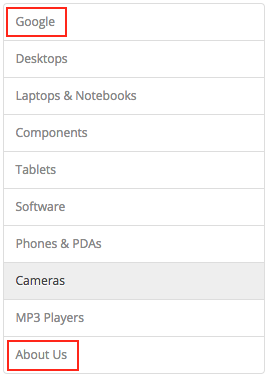 Google
Desktops
Laptops & Notebooks
Components
Tablets
Software
Phones & PDAs
Cameras
MP3 Players
About Us